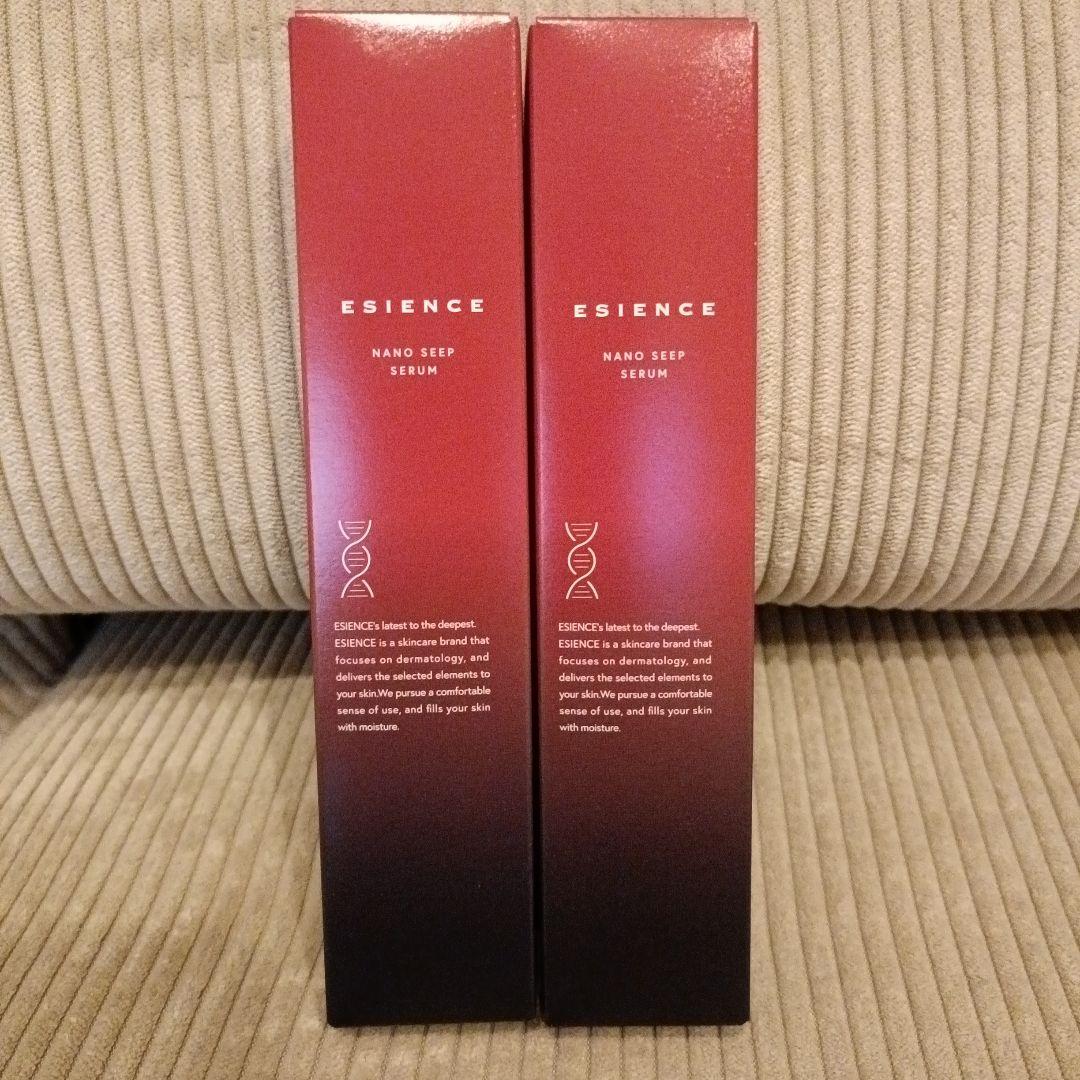 ESIENCE
NANO SEEP
SERUM
ESIENCE's latest to the deepest.
ESIENCE is a skincare brand that
focuses on dermatology, and
delivers the selected elements to
your skin.We pursue a comfortable
sense of use, and fills your skin
with moisture.
ESIENCE
NANO SEEP
SERUM
ESIENCE's latest to the deepest.
ESIENCE is a skincare brand that
focuses on dermatology, and
delivers the selected elements to
your skin.We pursue a comfortable
sense of use, and fills your skin
with moisture.